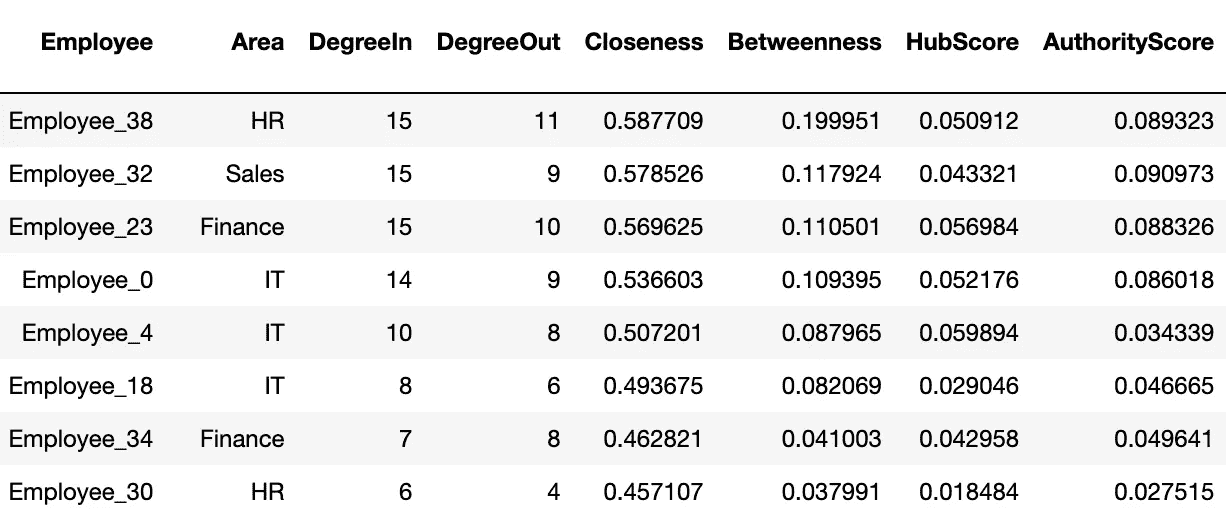 Employee Area DegreeIn DegreeOut Closeness Betweenness HubScore AuthorityScore
Employee_38 HR 15 11 0.587709 0.199951 0.050912 0.089323
Employee_32 Sales 15 9 0.578526 0.117924 0.043321 0.090973
Employee_23 Finance 15 10 0.569625 0.110501 0.056984 0.088326
Employee_0 IT 14 9 0.536603 0.109395 0.052176 0.086018
Employee_4 IT 10 8 0.507201 0.087965 0.059894 0.034339
Employee_18 IT 8 6 0.493675 0.082069 0.029046 0.046665
Employee_34 Finance 7 8 0.462821 0.041003 0.042958 0.049641
Employee_30 HR 6 4 0.457107 0.037991 0.018484 0.027515